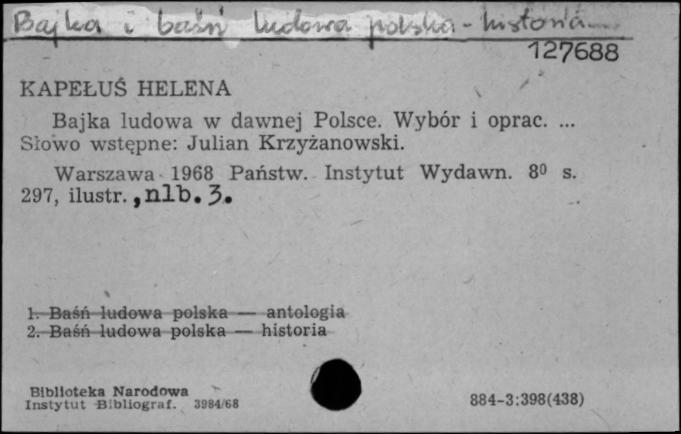 Bajka i baśń ludowa polska - historia
127688
KAPEŁUŚ HELENA
Bajka ludowa w dawnej Polsce. Wybór i oprac. ...
Słowo wstępne: Julian Krzyżanowski.
Warszawa 1968 Państw. Instytut Wydawn. 8⁰ s.
297, ilustr., nlb. 3.
1. Baśń ludowa polska — antologia
2. Baśń ludowa polska — historia
Biblioteka Narodowa
Instytut Bibliograf. 3984/68
884-3:398(438)